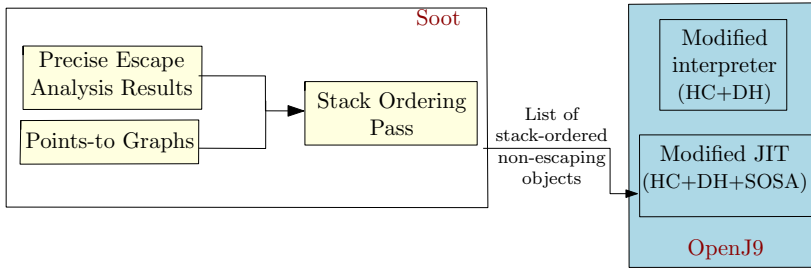 Soot
Precise Escape
Analysis Results
Points-to Graphs
Stack Ordering
Pass
List of
stack-ordered
non-escaping
objects
Modified
interpreter
(HC+DH)
Modified JIT
(HC+DH+SOSA)
OpenJ9